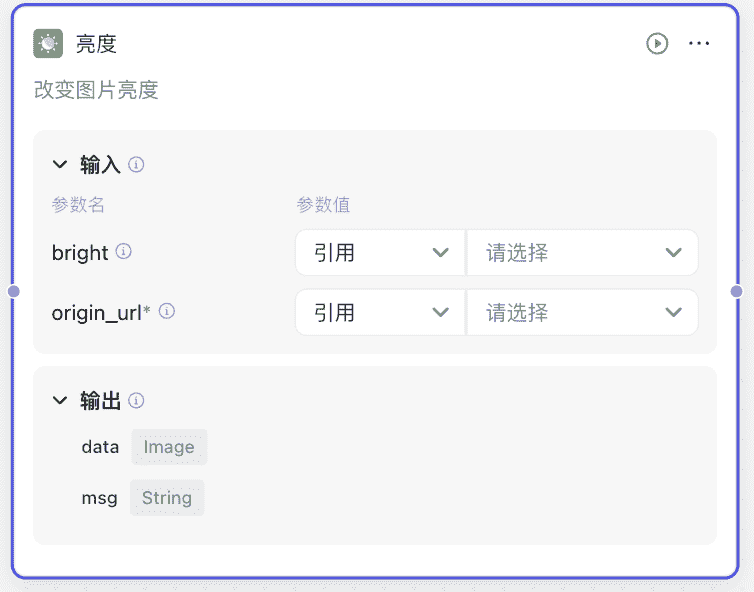 亮度
改变图片亮度
输入
参数名 参数值
bright 引用 请选择
origin_url* 引用 请选择
输出
data Image
msg String